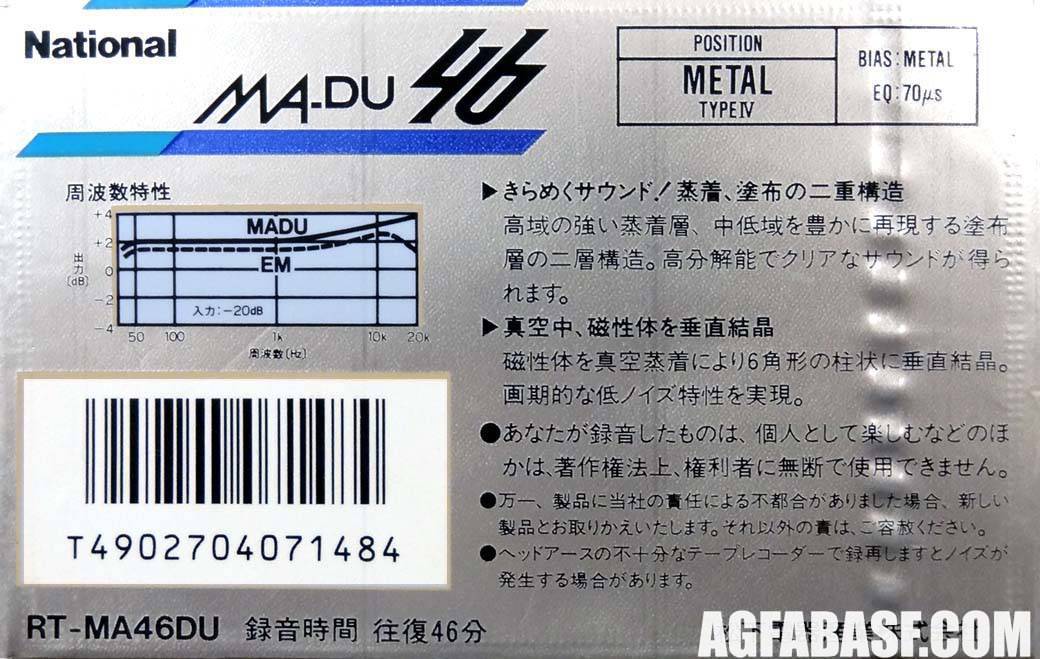 National
MA-DU 46
POSITION
METAL
TYPE IV
BIAS:METAL
EQ:70μs
周波数特性
+4
+2
0
-2
-4
出力
(dB)
MADU
EM
入力:-20dB
50 100 1k 10k 20k
周波数(Hz)
T4902704071484
▶きらめくサウンド!蒸着、塗布の二重構造
高域の強い蒸着層、中低域を豊かに再現する塗布
層の二層構造。高分解能でクリアなサウンドが得ら
れます。
▶真空中、磁性体を垂直結晶
磁性体を真空蒸着により6角形の柱状に垂直結晶。
画期的な低ノイズ特性を実現。
●あなたが録音したものは、個人として楽しむなどのほ
かは、著作権法上、権利者に無断で使用できません。
●万一、製品に当社の責任による不都合がありました場合、新しい
製品とお取りかえいたします。それ以外の責は、ご容赦ください。
●ヘッドアースの不十分なテープレコーダーで録再しますとノイズが
発生する場合があります。
RT-MA46DU 録音時間 往復46分
AGFABASF.COM